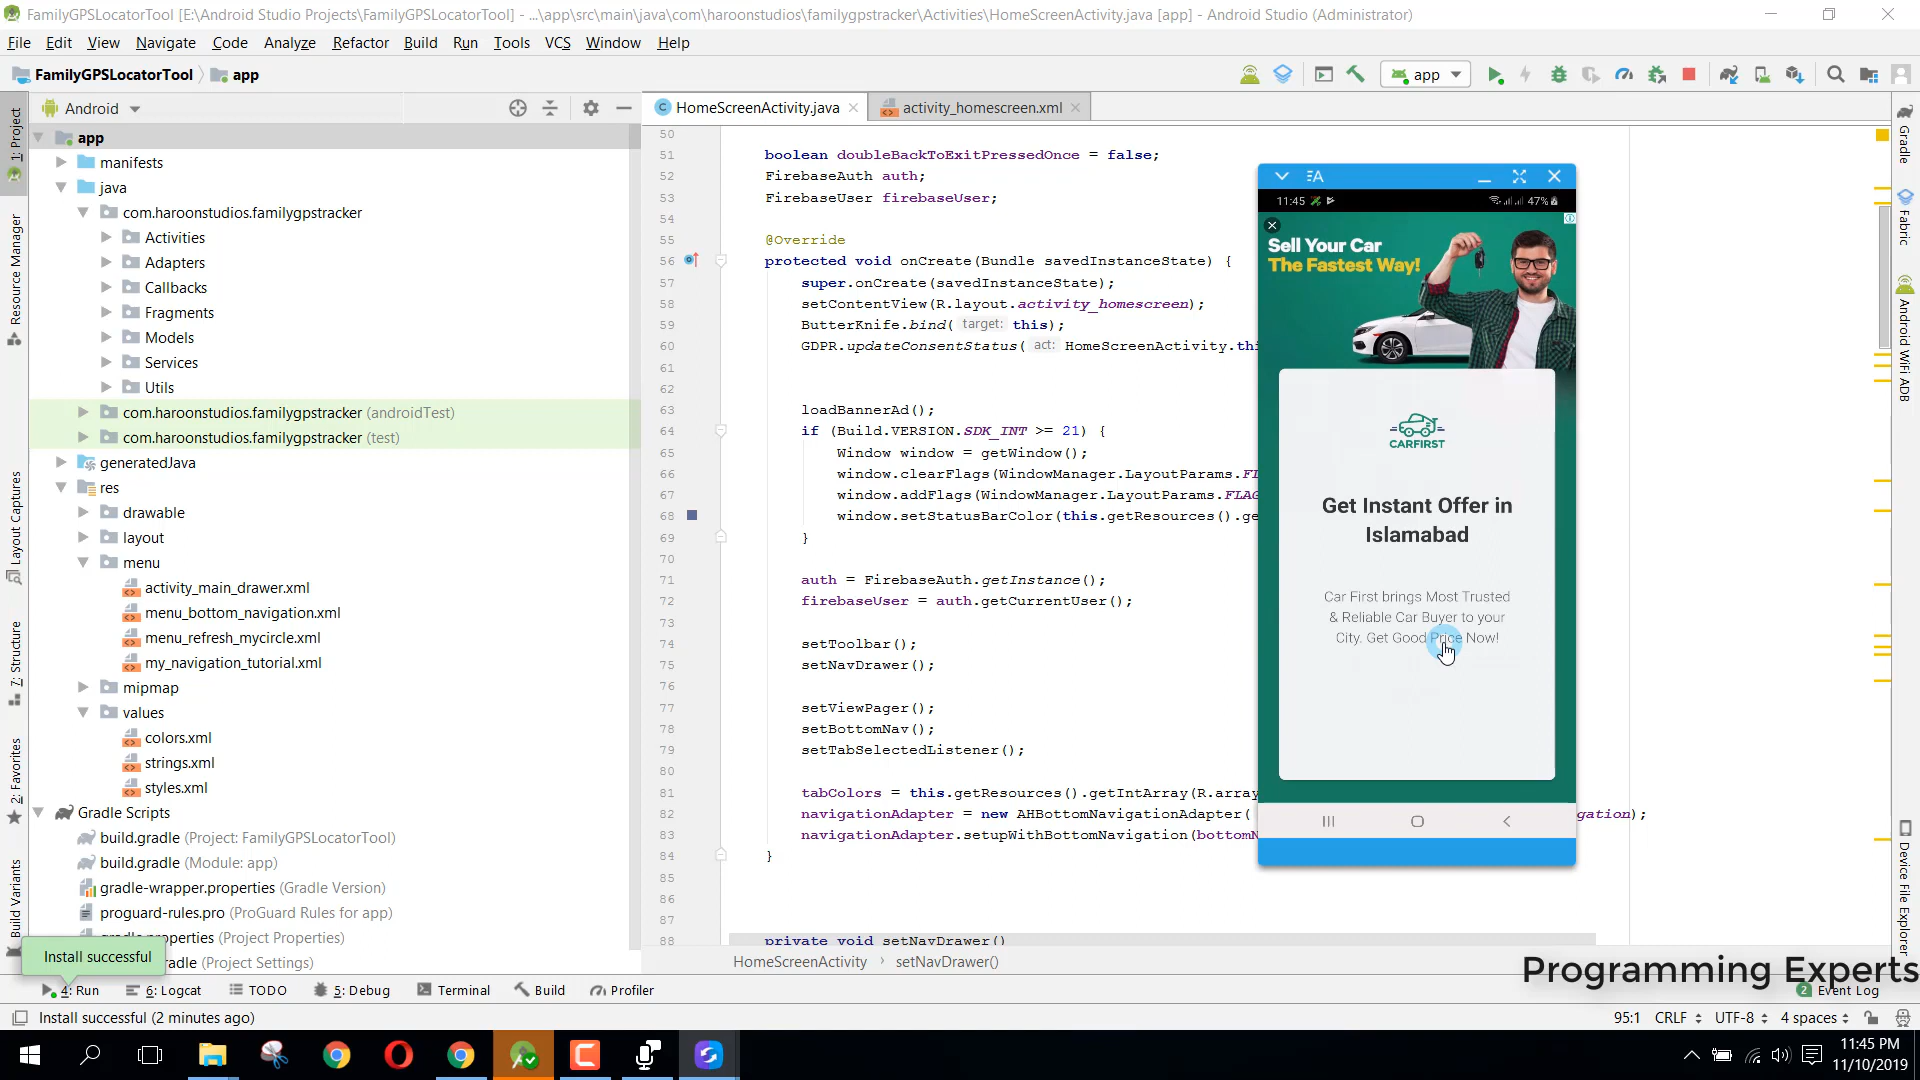 FamilyGPSLocatorTool [E:\Android Studio Projects\FamilyGPSLocatorTool] - ...\app\src\main\java\com\haroonstudios\familygpstracker\Activities\HomeScreenActivity.java [app] - Android Studio (Administrator)
File Edit View Navigate Code Analyze Refactor Build Run Tools VCS Window Help
FamilyGPSLocatorTool app
app
Android
HomeScreenActivity.java
activity_homescreen.xml
1: Project
Resource Manager
Layout Captures
7: Structure
2: Favorites
Build Variants
app
manifests
java
com.haroonstudios.familygpstracker
Activities
Adapters
Callbacks
Fragments
Models
Services
Utils
com.haroonstudios.familygpstracker (androidTest)
com.haroonstudios.familygpstracker (test)
generatedJava
res
drawable
layout
menu
activity_main_drawer.xml
menu_bottom_navigation.xml
menu_refresh_mycircle.xml
my_navigation_tutorial.xml
mipmap
values
colors.xml
strings.xml
styles.xml
Gradle Scripts
build.gradle (Project: FamilyGPSLocatorTool)
build.gradle (Module: app)
gradle-wrapper.properties (Gradle Version)
proguard-rules.pro (ProGuard Rules for app)
(Project Properties)
(Project Settings)
Install successful
50
51 boolean doubleBackToExitPressedOnce = false;
52 FirebaseAuth auth;
53 FirebaseUser firebaseUser;
54
55 @Override
56 protected void onCreate(Bundle savedInstanceState) {
57 super.onCreate(savedInstanceState);
58 setContentView(R.layout.activity_homescreen);
59 ButterKnife.bind( target: this);
60 GDPR.updateConsentStatus( act: HomeScreenActivity.thi
61
62
63 loadBannerAd();
64 if (Build.VERSION.SDK_INT >= 21) {
65 Window window = getWindow();
66 window.clearFlags(WindowManager.LayoutParams.FL
67 window.addFlags(WindowManager.LayoutParams.FLAG
68 window.setStatusBarColor(this.getResources().ge
69 }
70
71 auth = FirebaseAuth.getInstance();
72 firebaseUser = auth.getCurrentUser();
73
74 setToolbar();
75 setNavDrawer();
76
77 setViewPager();
78 setBottomNav();
79 setTabSelectedListener();
80
81 tabColors = this.getResources().getIntArray(R.array
82 navigationAdapter = new AHBottomNavigationAdapter( igation);
83 navigationAdapter.setupWithBottomNavigation(bottomN
84 }
85
86
87
88 private void setNavDrawer()
HomeScreenActivity › setNavDrawer()
11:45
47%
Sell Your Car
The Fastest Way!
CARFIRST
Get Instant Offer in
Islamabad
Car First brings Most Trusted
& Reliable Car Buyer to your
City. Get Good Price Now!
Gradle
Fabric
Android WiFi ADB
Device File Explorer
Programming Experts
4: Run 6: Logcat TODO 5: Debug Terminal Build Profiler
2 Event Log
Install successful (2 minutes ago)
95:1 CRLF UTF-8 4 spaces
11:45 PM
11/10/2019